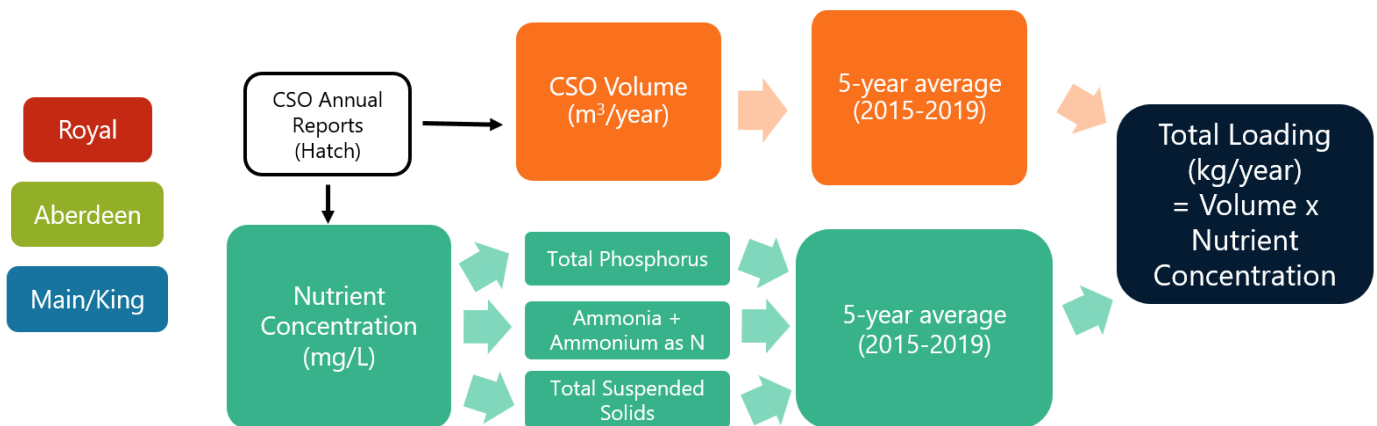 Royal
Aberdeen
Main/King
CSO Annual
Reports
(Hatch)
CSO Volume
(m³/year)
5-year average
(2015-2019)
Nutrient
Concentration
(mg/L)
Total Phosphorus
Ammonia +
Ammonium as N
Total Suspended
Solids
5-year average
(2015-2019)
Total Loading
(kg/year)
= Volume x
Nutrient
Concentration